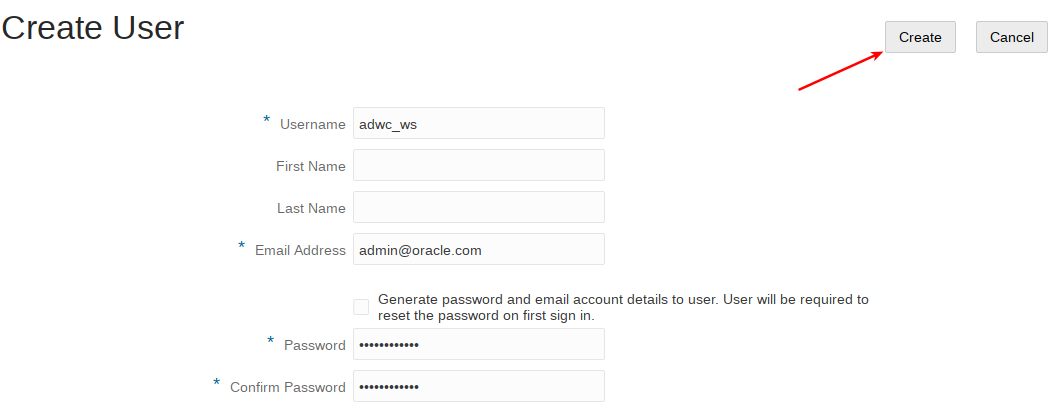 Create User
Create
Cancel
* Username
adwc_ws
First Name
Last Name
* Email Address
admin@oracle.com
Generate password and email account details to user. User will be required to
reset the password on first sign in.
* Password
••••••••••••
* Confirm Password
••••••••••••